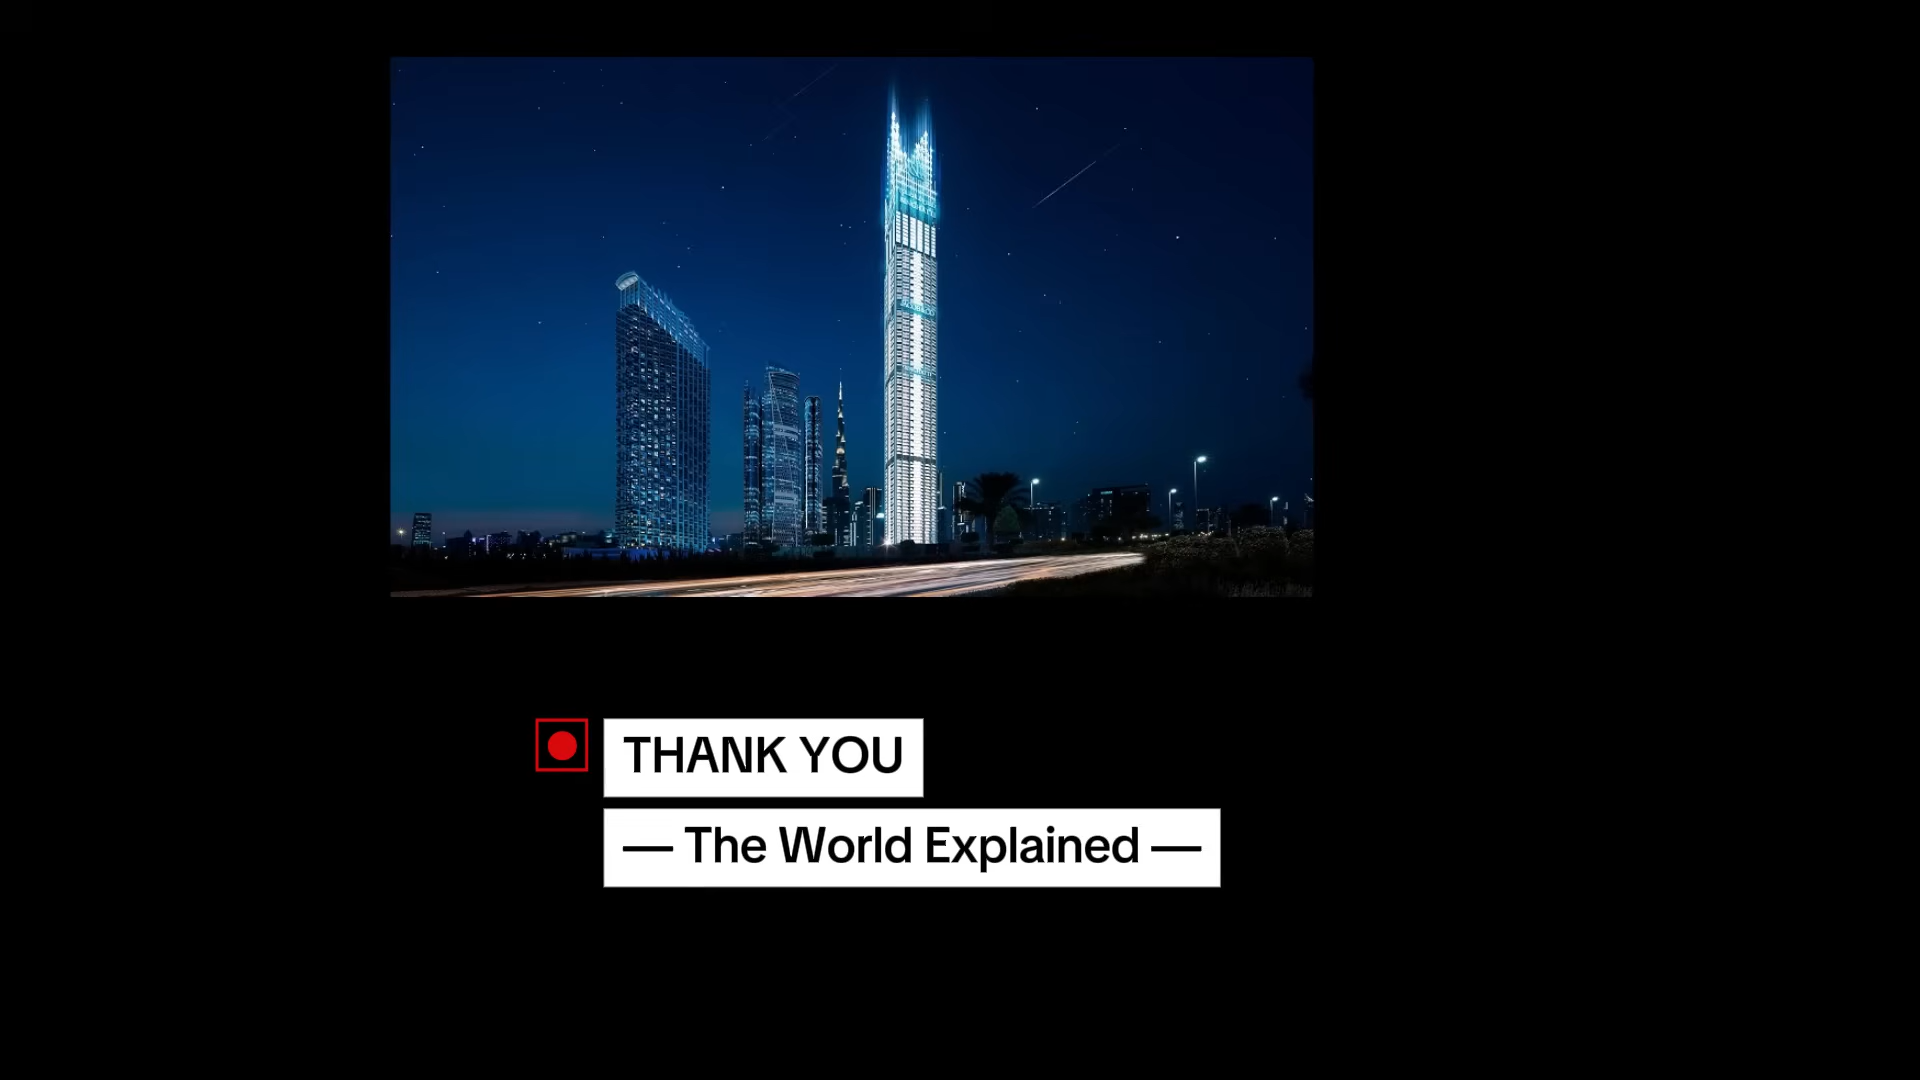 THANK YOU
— The World Explained —